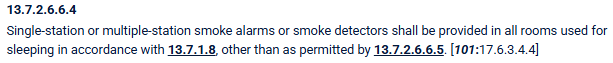 13.7.2.6.6.4
Single-station or multiple-station smoke alarms or smoke detectors shall be provided in all rooms used for
sleeping in accordance with 13.7.1.8, other than as permitted by 13.7.2.6.6.5. [101:17.6.3.4.4]